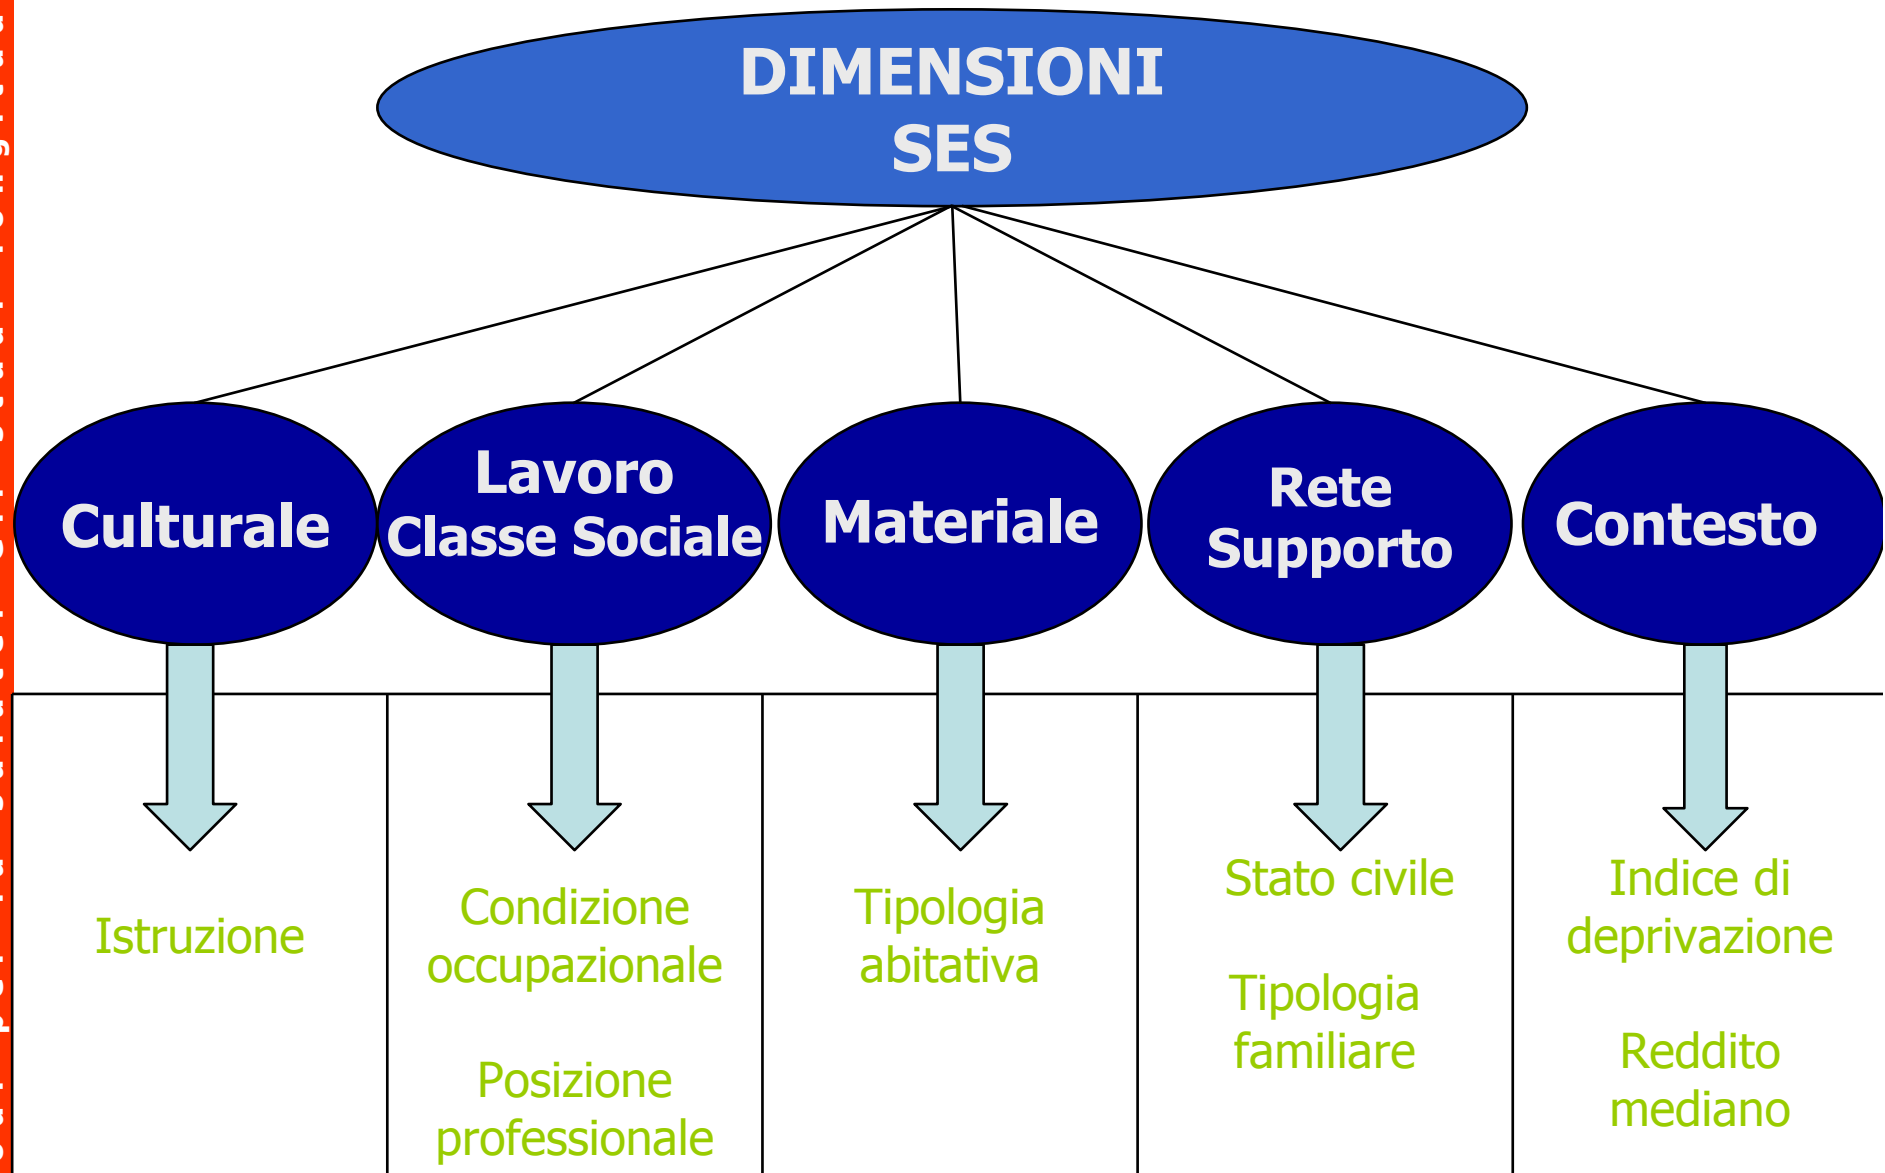 DIMENSIONI
SES
Culturale
Lavoro
Classe Sociale
Materiale
Rete
Supporto
Contesto
Istruzione
Condizione
occupazionale
Posizione
professionale
Tipologia
abitativa
Stato civile
Tipologia
familiare
Indice di
deprivazione
Reddito
mediano